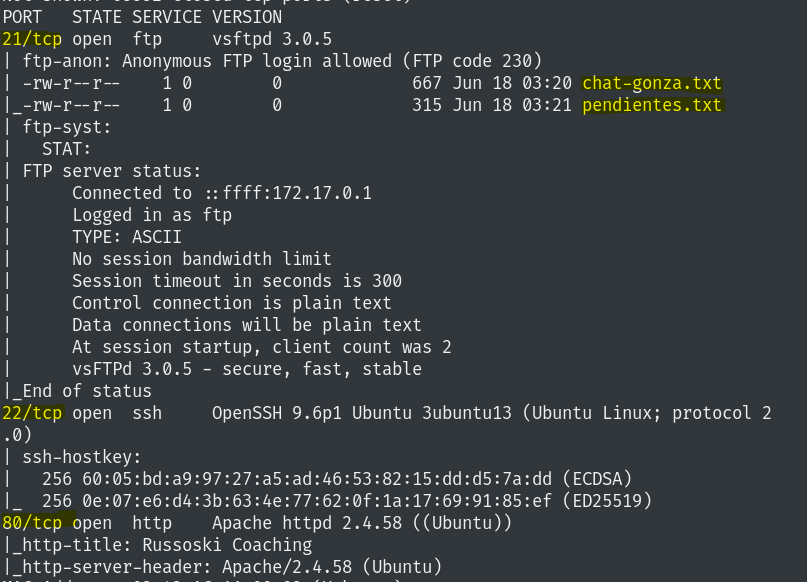 PORT   STATE SERVICE VERSION
21/tcp open  ftp     vsftpd 3.0.5
| ftp-anon: Anonymous FTP login allowed (FTP code 230)
| -rw-r--r--    1 0        0             667 Jun 18 03:20 chat-gonza.txt
|_-rw-r--r--    1 0        0             315 Jun 18 03:21 pendientes.txt
| ftp-syst:
|   STAT:
| FTP server status:
|      Connected to ::ffff:172.17.0.1
|      Logged in as ftp
|      TYPE: ASCII
|      No session bandwidth limit
|      Session timeout in seconds is 300
|      Control connection is plain text
|      Data connections will be plain text
|      At session startup, client count was 2
|      vsFTPd 3.0.5 - secure, fast, stable
|_End of status
22/tcp open  ssh     OpenSSH 9.6p1 Ubuntu 3ubuntu13 (Ubuntu Linux; protocol 2
.0)
| ssh-hostkey:
|   256 60:05:bd:a9:97:27:a5:ad:46:53:82:15:dd:d5:7a:dd (ECDSA)
|_  256 0e:07:e6:d4:3b:63:4e:77:62:0f:1a:17:69:91:85:ef (ED25519)
80/tcp open  http    Apache httpd 2.4.58 ((Ubuntu))
|_http-title: Russoski Coaching
|_http-server-header: Apache/2.4.58 (Ubuntu)